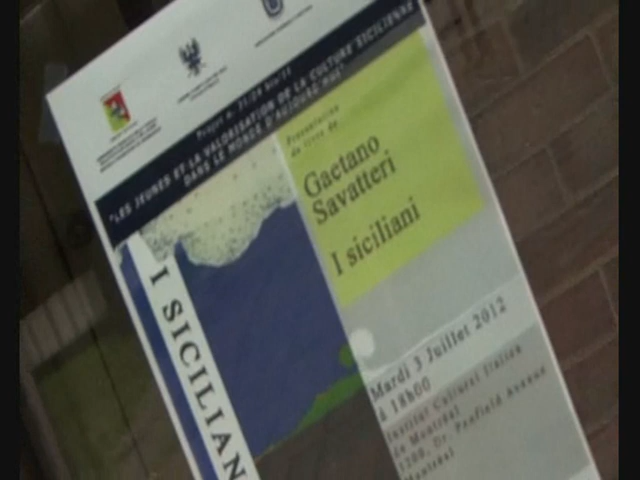 "LES JEUNES ET LA VALORISATION DE LA CULTURE SICILIENNE
DANS LE MONDE D'AUJOURD'HUI"
Présentation
du livre de
Gaetano
Savatteri
I siciliani
I SICILIAN
Mardi 3 Juillet 2012
à 18h00
Institut Culturel Italien
de Montréal
1200, Dr. Penfield Avenue
Montréal